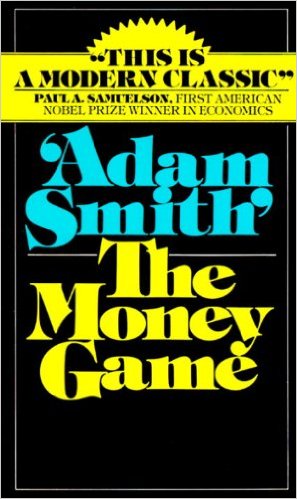 “THIS IS
A MODERN CLASSIC”
PAUL A. SAMUELSON, FIRST AMERICAN
NOBEL PRIZE WINNER IN ECONOMICS
‘Adam
Smith’
The
Money
Game